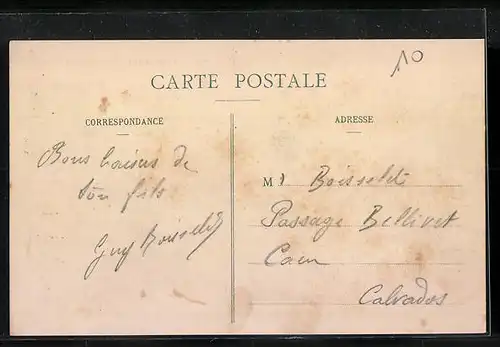 10
CARTE POSTALE
CORRESPONDANCE
Bons baisers de
ton fils
Guy
ADRESSE
M
Passage Bellivet
Caen
Calvados